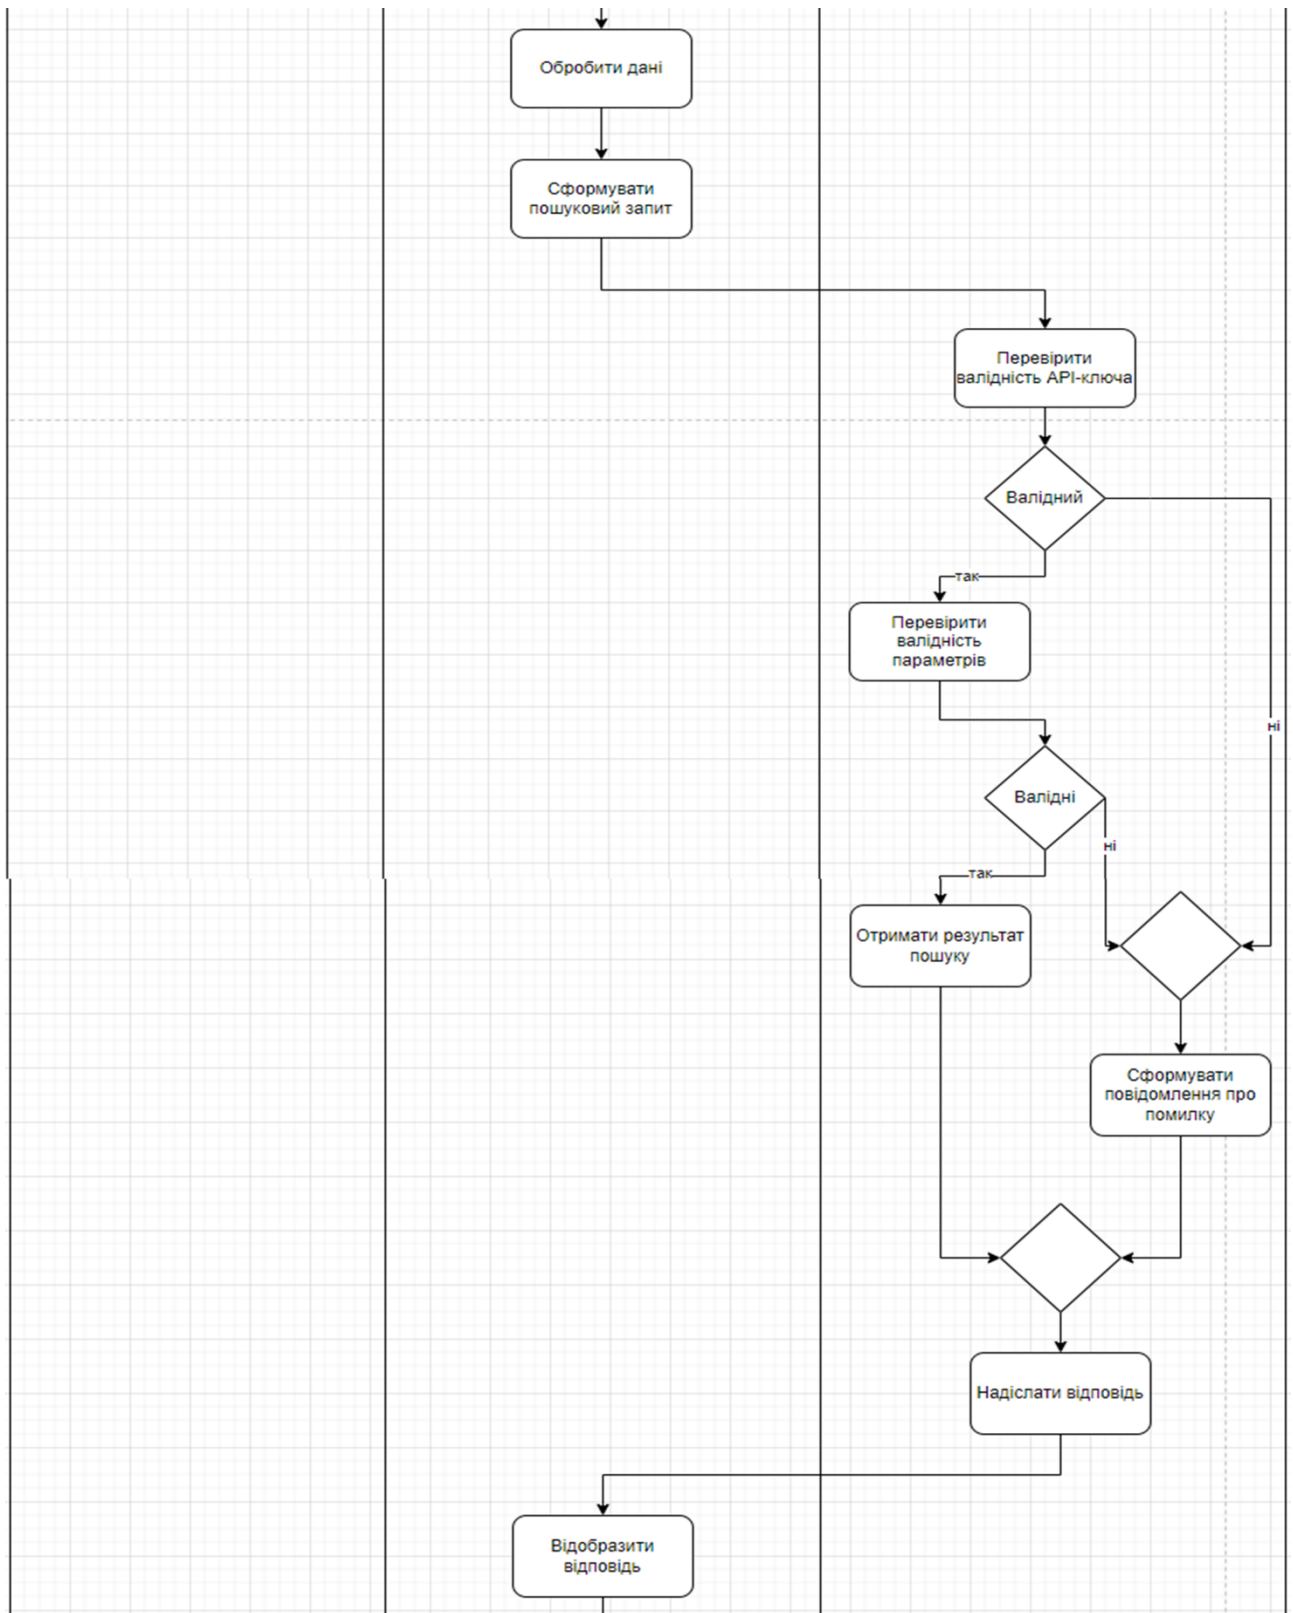 Обробити дані
Сформувати
пошуковий запит
Перевірити
валідність API-ключа
Валідний
так
Перевірити
валідність
параметрів
ні
Валідні
ні
так
Отримати результат
пошуку
Сформувати
повідомлення про
помилку
Надіслати відповідь
Відобразити
відповідь